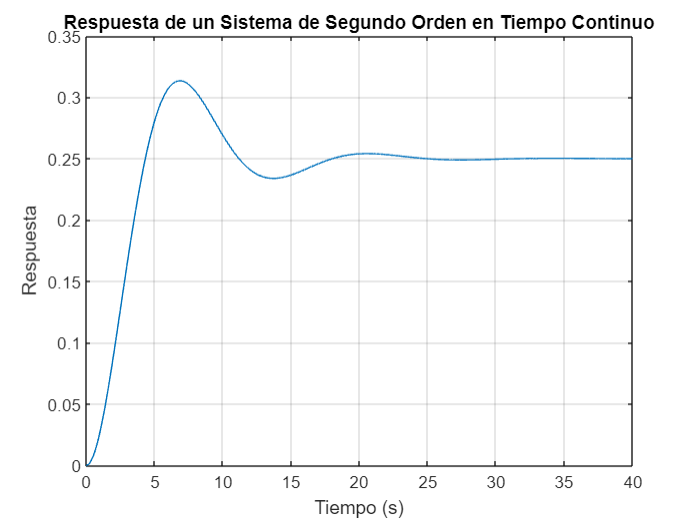 Respuesta de un Sistema de Segundo Orden en Tiempo Continuo
0.35
0.3
0.25
0.2
0.15
0.1
0.05
0
Respuesta
0 5 10 15 20 25 30 35 40
Tiempo (s)